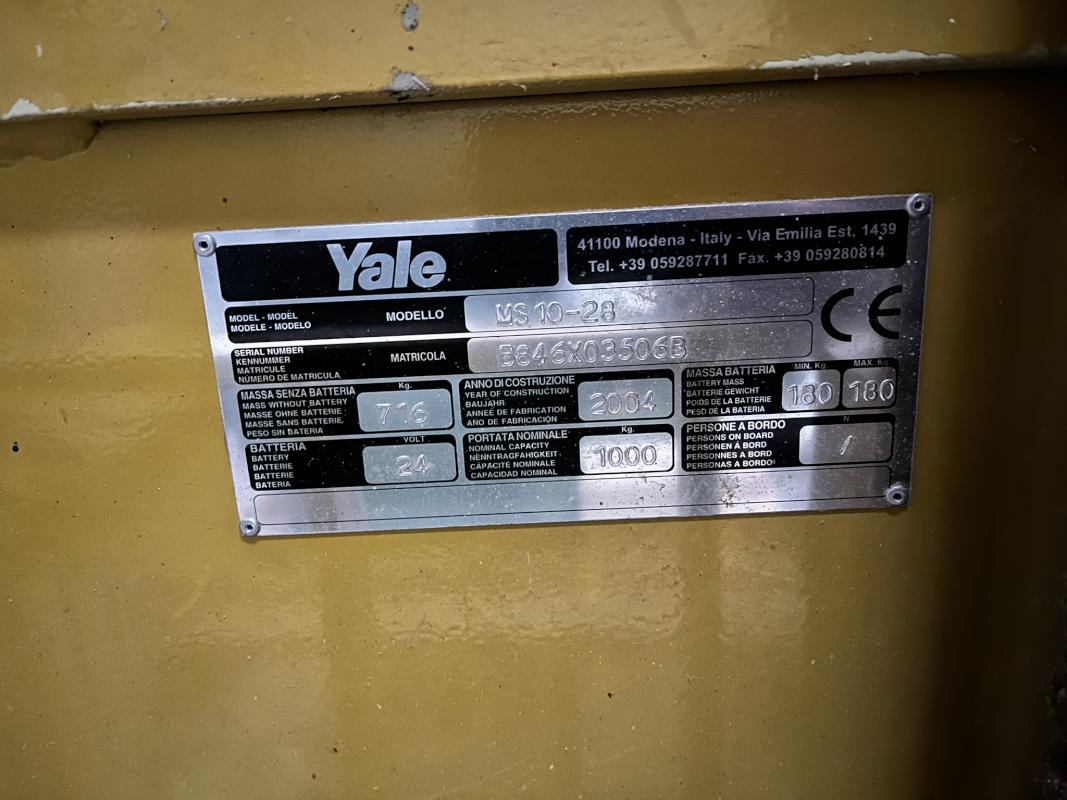 Yale
41100 Modena - Italy - Via Emilia Est, 1439
Tel. +39 059287711 Fax. +39 059280814
MODEL - MODEL
MODELE - MODELO
MODELLO
MS 10-28
CE
SERIAL NUMBER
KENNUMMER
MATRICULE
NÚMERO DE MATRICULA
MATRICOLA
B846X03506B
MASSA SENZA BATTERIA
MASS WITHOUT BATTERY
MASSE OHNE BATTERIE
MASSE SANS BATTERIE
PESO SIN BATERIA
Kg.
716
ANNO DI COSTRUZIONE
YEAR OF CONSTRUCTION
BAUJAHR
ANNÉE DE FABRICATION
AÑO DE FABRICACIÓN
2004
MASSA BATTERIA
BATTERY MASS
BATTERIE GEWICHT
POIDS DE LA BATTERIE
PESO DE LA BATERÍA
MIN. Kg.
180
MAX. Kg.
180
BATTERIA
BATTERY
BATTERIE
BATTERIE
BATERIA
VOLT
24
PORTATA NOMINALE
NOMINAL CAPACITY
NENNTRAGFAHIGKEIT
CAPACITÉ NOMINALE
CAPACIDAD NOMINAL
Kg.
1000
PERSONE A BORDO
PERSONS ON BOARD
PERSONEN Á BORD
PERSONNES A BORD
PERSONAS A BORDO
N
/